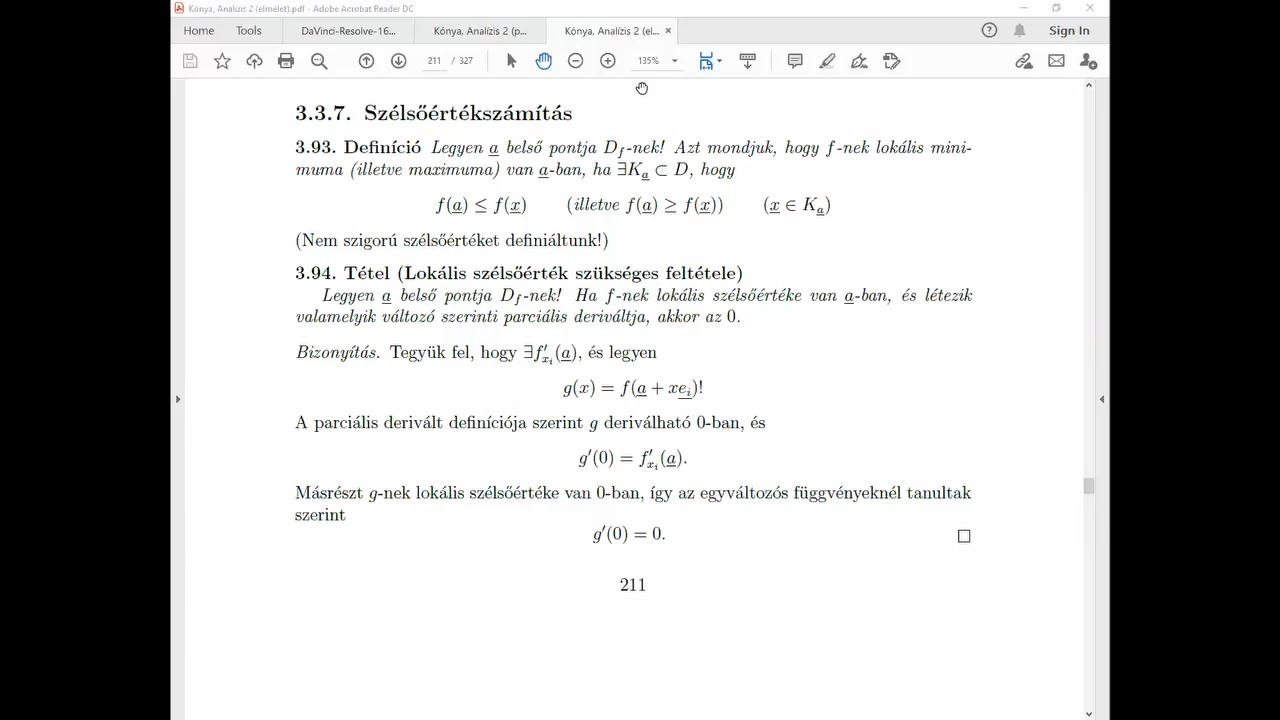 Kónya, Analízis 2 (elmélet).pdf - Adobe Acrobat Reader DC
Home Tools DaVinci-Resolve-16... Kónya, Analízis 2 (p... Kónya, Analízis 2 (el... × Sign In
211 / 327 135%
3.3.7. Szélsőértékszámítás
3.93. Definíció Legyen a belső pontja D_f-nek! Azt mondjuk, hogy f-nek lokális mini-
muma (illetve maximuma) van a-ban, ha ∃K_a ⊂ D, hogy
f(a) ≤ f(x) (illetve f(a) ≥ f(x)) (x ∈ K_a)
(Nem szigorú szélsőértéket definiáltunk!)
3.94. Tétel (Lokális szélsőérték szükséges feltétele)
Legyen a belső pontja D_f-nek! Ha f-nek lokális szélsőértéke van a-ban, és létezik
valamelyik változó szerinti parciális deriváltja, akkor az 0.
Bizonyítás. Tegyük fel, hogy ∃f′_{x_i}(a), és legyen
g(x) = f(a + xe_i)!
A parciális derivált definíciója szerint g deriválható 0-ban, és
g′(0) = f′_{x_i}(a).
Másrészt g-nek lokális szélsőértéke van 0-ban, így az egyváltozós függvényeknél tanultak
szerint
g′(0) = 0. □
211